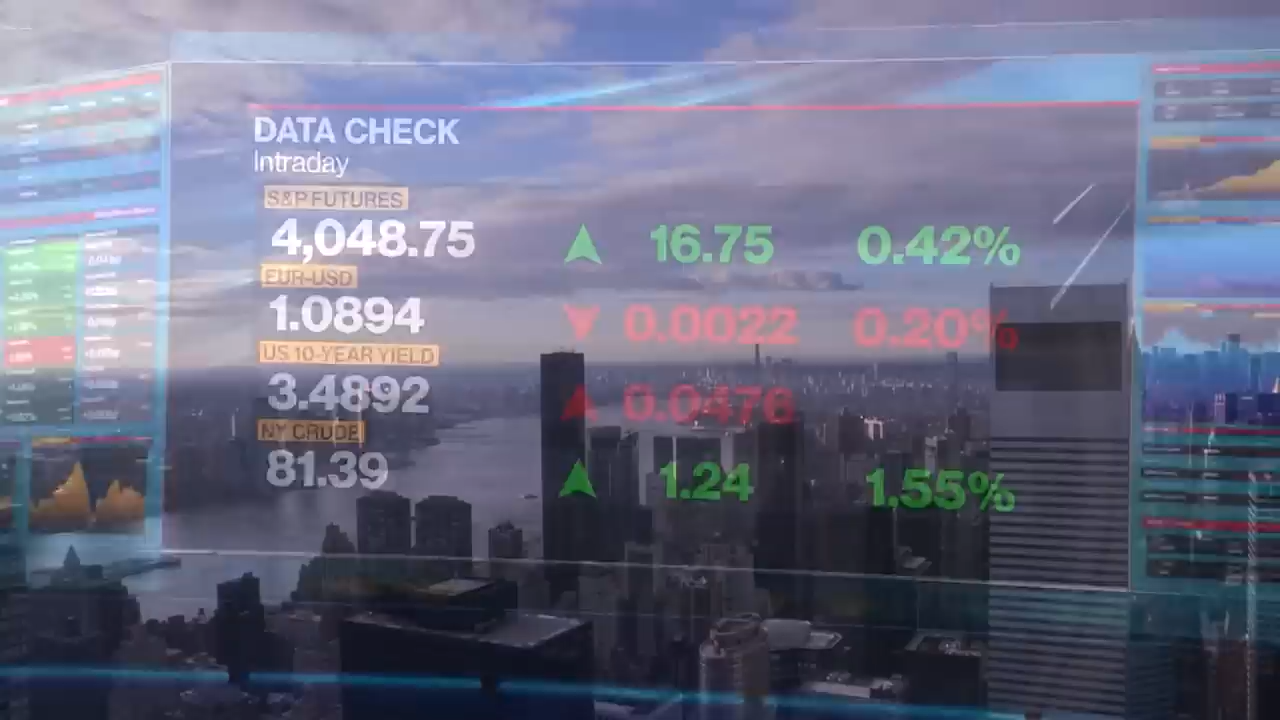 DATA CHECK
Intraday
S&P FUTURES
4,048.75 ▲ 16.75 0.42%
EUR-USD
1.0894 ▼ 0.0022 0.20%
US 10-YEAR YIELD
3.4892 ▲ 0.0476
NY CRUDE
81.39 ▲ 1.24 1.55%